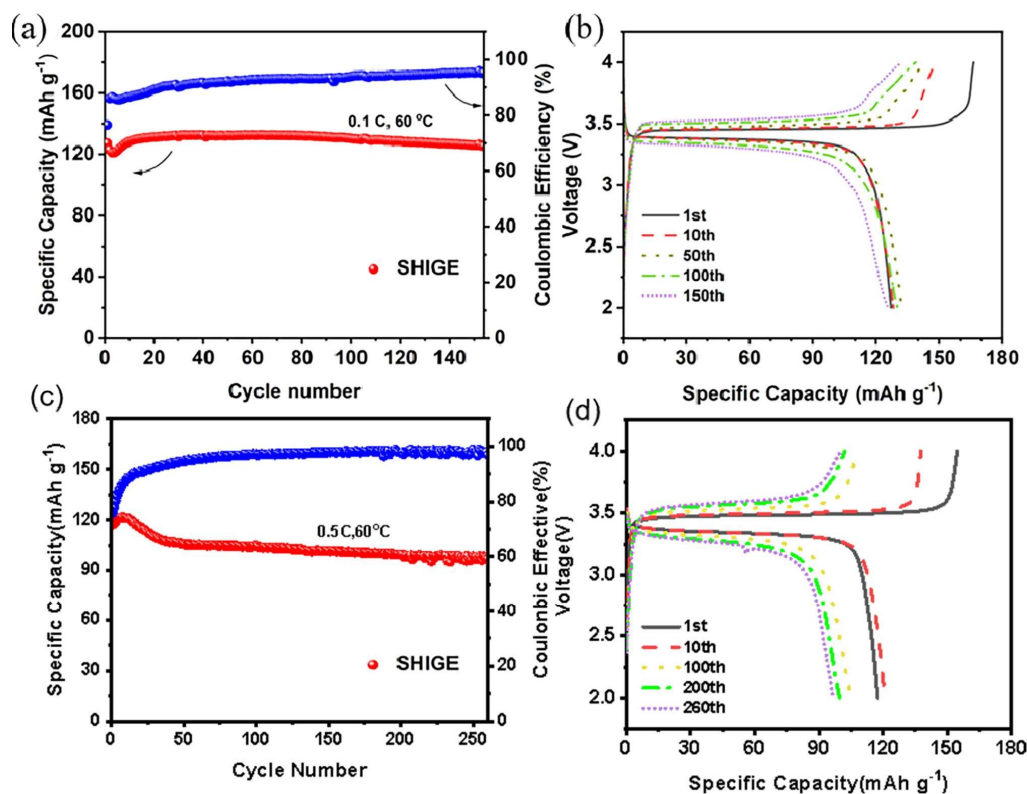 (a)
200
160
120
80
40
0
Specific Capacity (mAh g⁻¹)
100
80
60
40
20
0
Coulombic Efficiency (%)
0.1 C, 60 °C
SHIGE
0 20 40 60 80 100 120 140
Cycle number
(b)
4
3.5
3
2.5
2
Voltage (V)
1st
10th
50th
100th
150th
0 30 60 90 120 150 180
Specific Capacity (mAh g⁻¹)
(c)
180
150
120
90
60
30
0
Specific Capacity(mAh g⁻¹)
100
80
60
40
20
0
Coulonbic Effective(%)
0.5C,60°C
SHIGE
0 50 100 150 200 250
Cycle Number
(d)
4.0
3.5
3.0
2.5
2.0
Voltage(V)
1st
10th
100th
200th
260th
0 30 60 90 120 150 180
Specific Capacity(mAh g⁻¹)